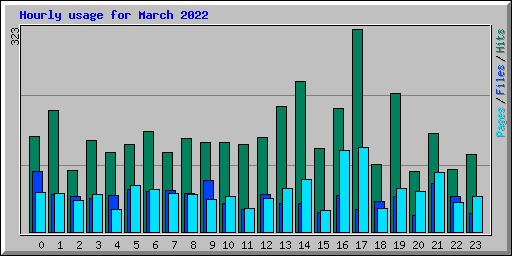 Hourly usage for March 2022
323
Pages/Files/Hits
0 1 2 3 4 5 6 7 8 9 10 11 12 13 14 15 16 17 18 19 20 21 22 23